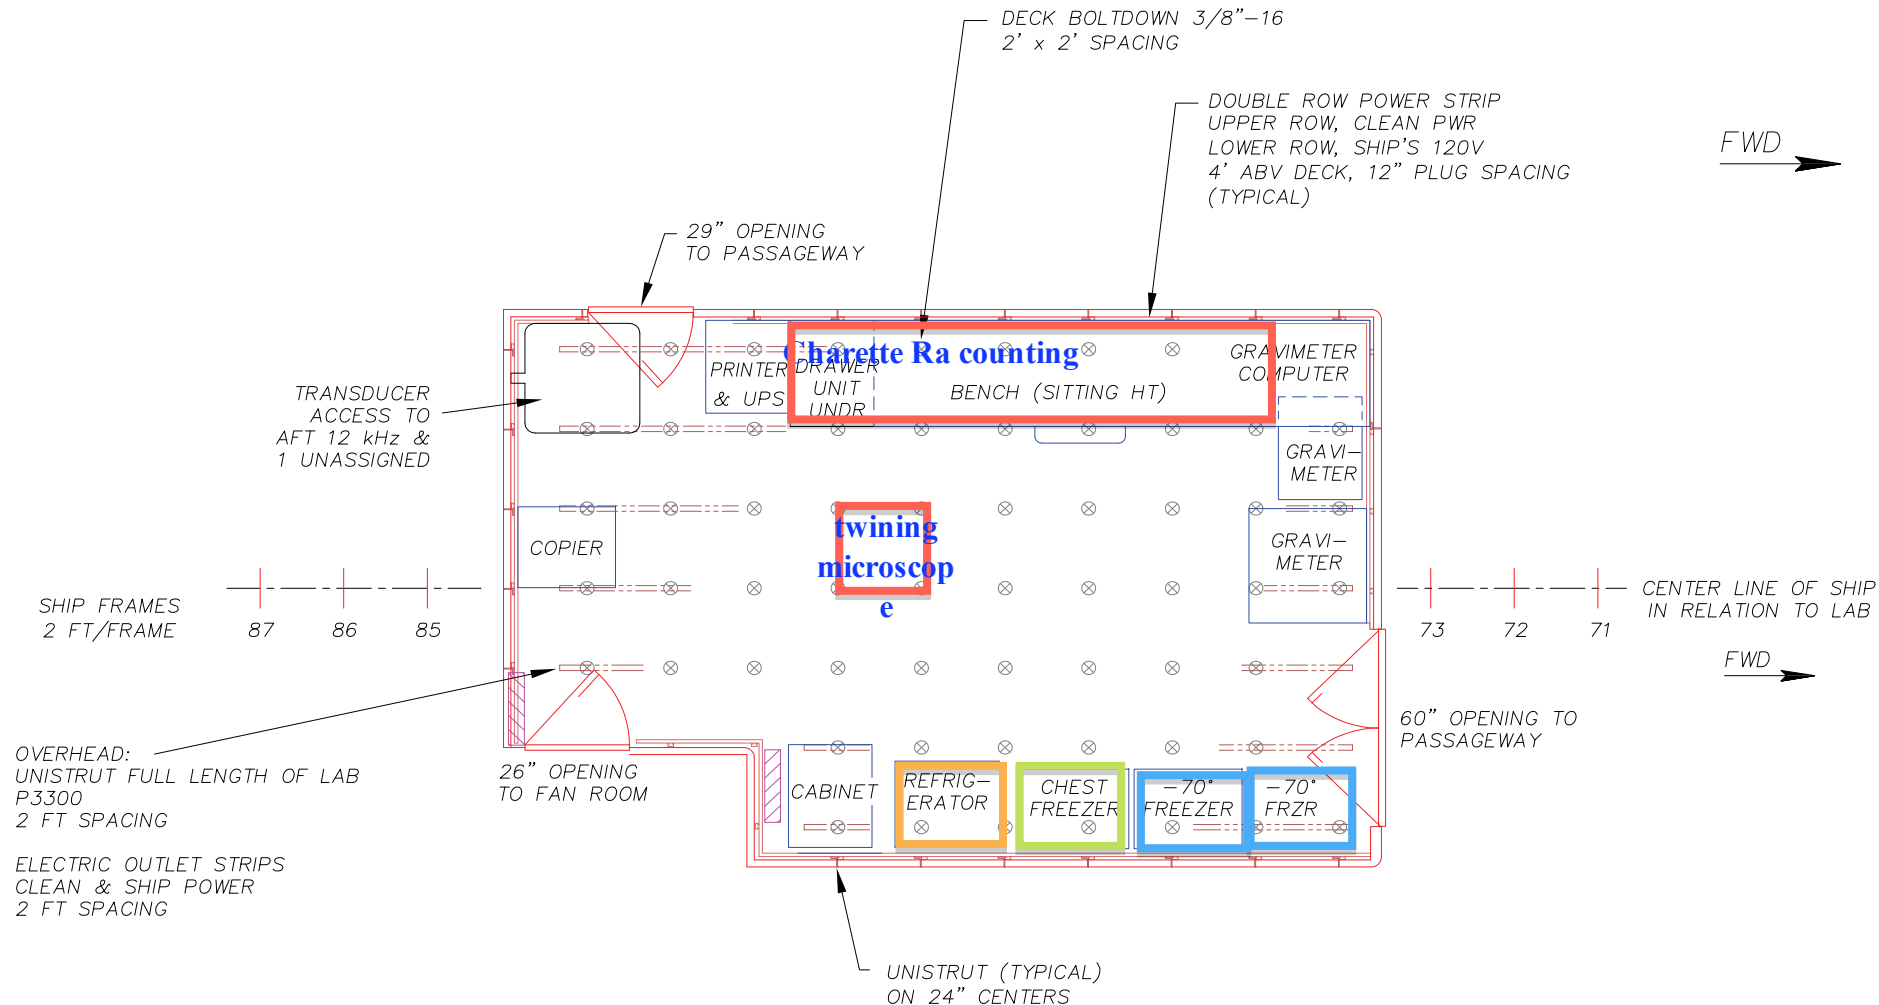 DECK BOLTDOWN 3/8"-16
2' x 2' SPACING
DOUBLE ROW POWER STRIP
UPPER ROW, CLEAN PWR
LOWER ROW, SHIP'S 120V
4' ABV DECK, 12" PLUG SPACING
(TYPICAL)
FWD
29" OPENING
TO PASSAGEWAY
Charette Ra counting
PRINTER
& UPS
DRAWER
UNIT
UNDR
BENCH (SITTING HT)
GRAVIMETER
COMPUTER
TRANSDUCER
ACCESS TO
AFT 12 kHz &
1 UNASSIGNED
GRAVI-
METER
twining
microscop
e
COPIER
GRAVI-
METER
SHIP FRAMES
2 FT/FRAME
87
86
85
73
72
71
CENTER LINE OF SHIP
IN RELATION TO LAB
FWD
60" OPENING TO
PASSAGEWAY
OVERHEAD:
UNISTRUT FULL LENGTH OF LAB
P3300
2 FT SPACING
26" OPENING
TO FAN ROOM
CABINET
REFRIG-
ERATOR
CHEST
FREEZER
-70°
FREEZER
-70°
FRZR
ELECTRIC OUTLET STRIPS
CLEAN & SHIP POWER
2 FT SPACING
UNISTRUT (TYPICAL)
ON 24" CENTERS